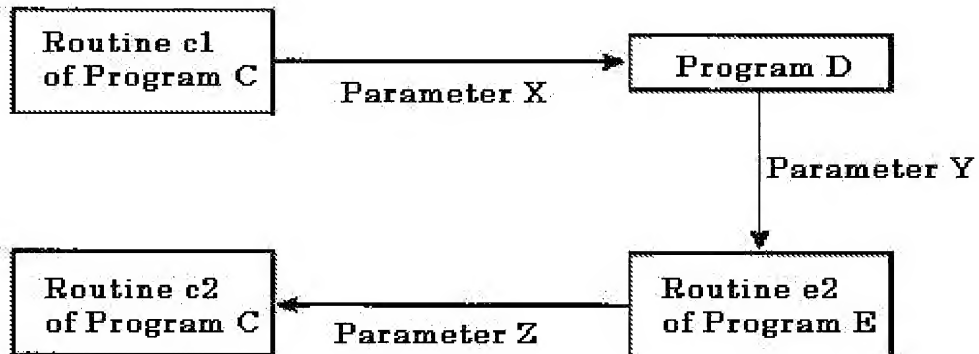 Routine c1
of Program C
Parameter X
Program D
Parameter Y
Routine c2
of Program C
Parameter Z
Routine e2
of Program E